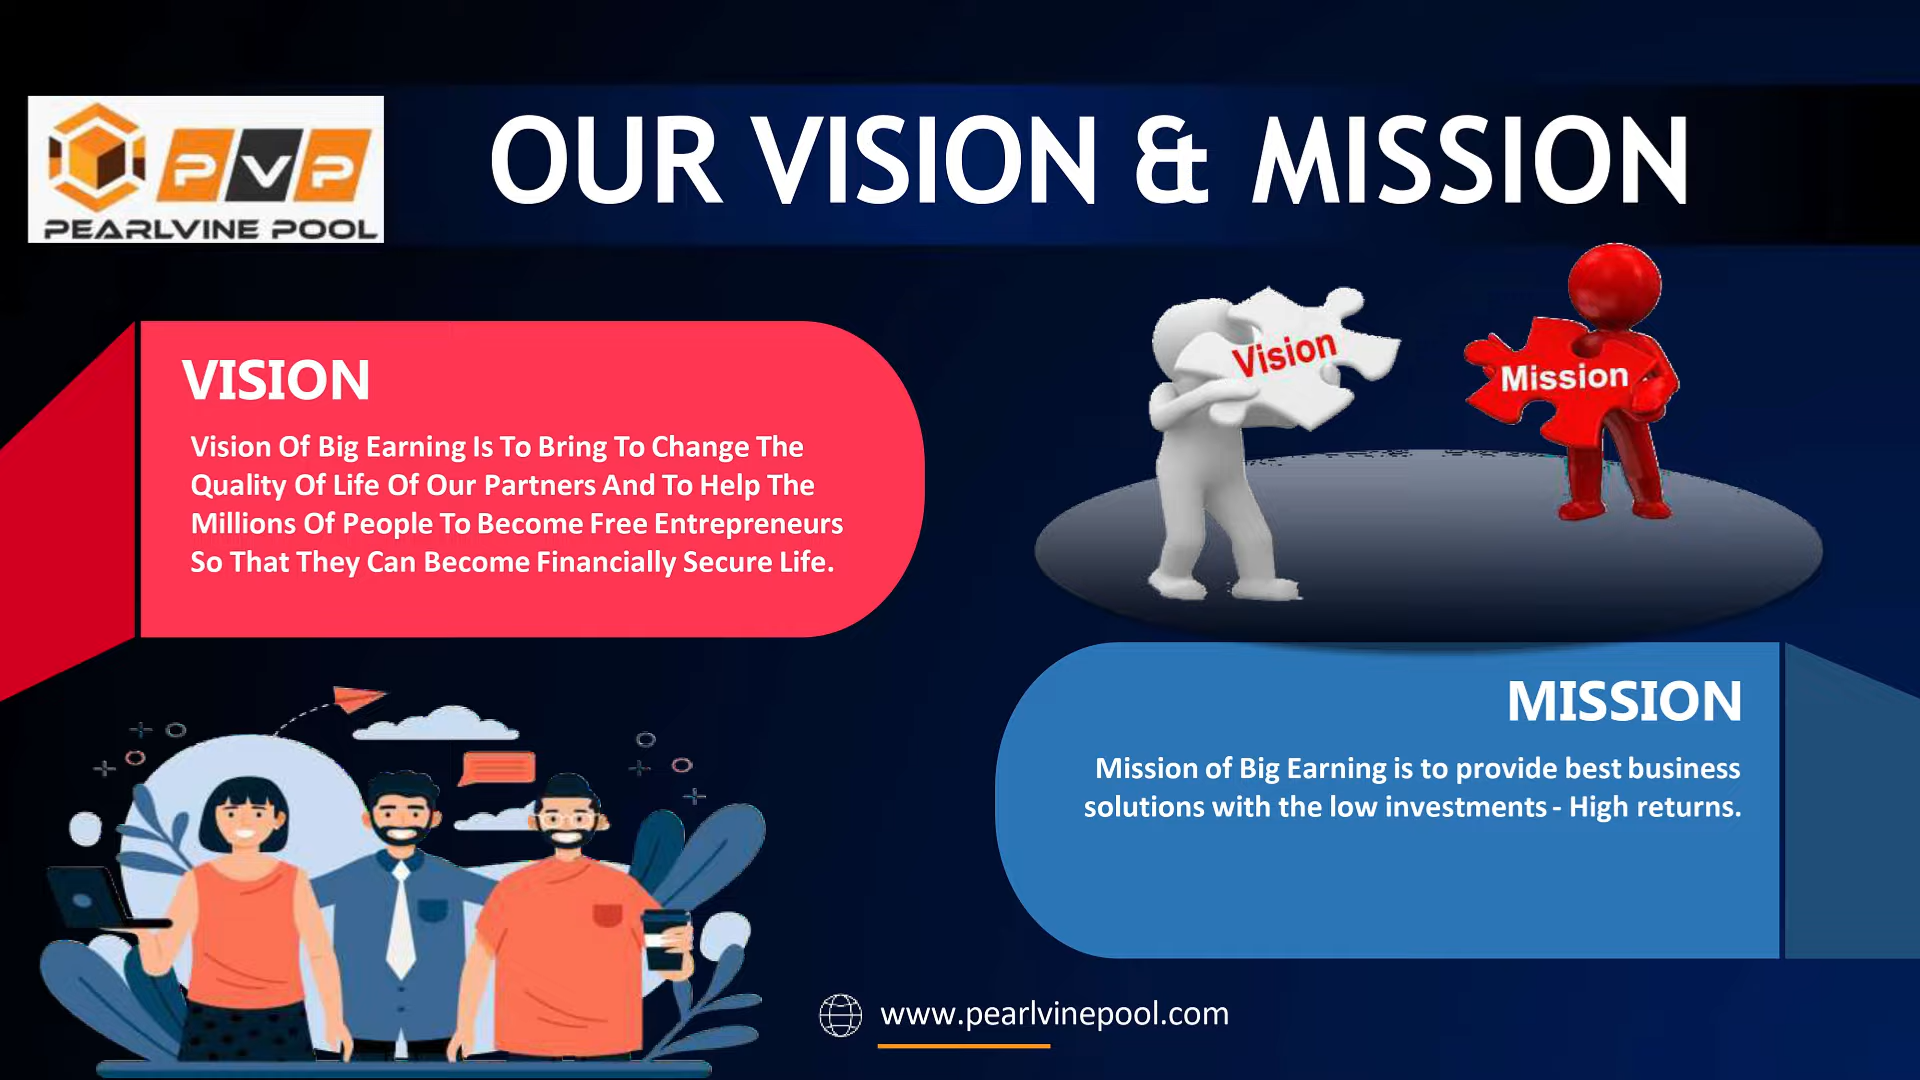 PVP
PEARLVINE POOL
OUR VISION & MISSION
VISION
Vision Of Big Earning Is To Bring To Change The
Quality Of Life Of Our Partners And To Help The
Millions Of People To Become Free Entrepreneurs
So That They Can Become Financially Secure Life.
Vision
Mission
MISSION
Mission of Big Earning is to provide best business
solutions with the low investments - High returns.
www.pearlvinepool.com